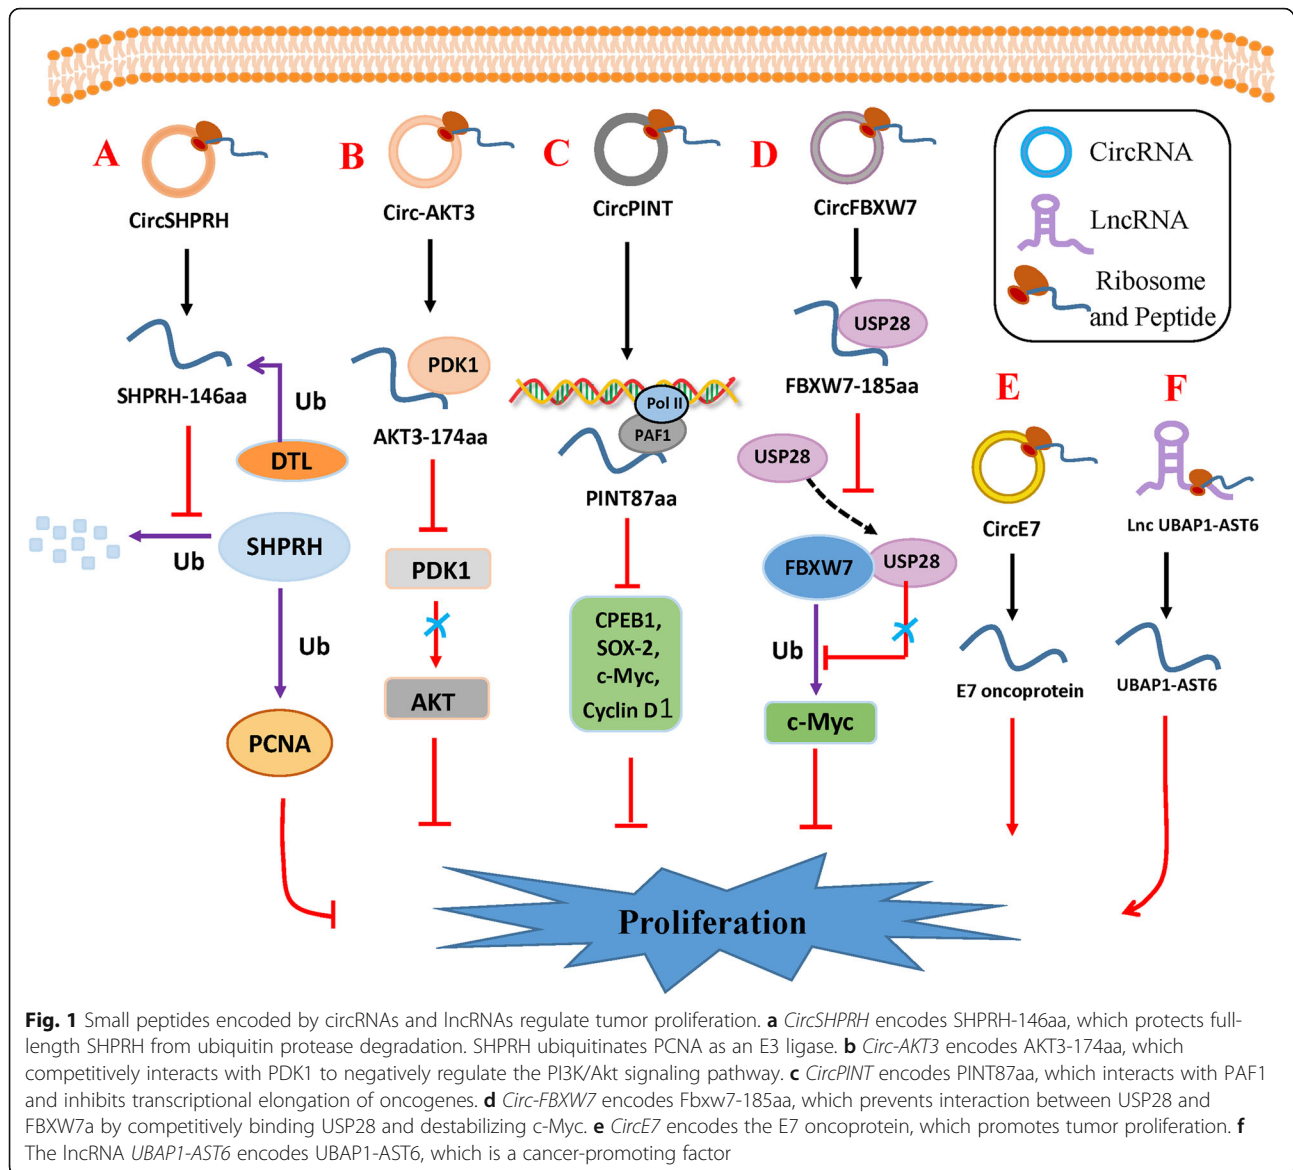 A
CircSHPRH
SHPRH-146aa
Ub
DTL
Ub
SHPRH
Ub
PCNA
B
Circ-AKT3
PDK1
AKT3-174aa
PDK1
AKT
C
CircPINT
Pol II
PAF1
PINT87aa
CPEB1,
SOX-2,
c-Myc,
Cyclin D1
D
CircFBXW7
USP28
FBXW7-185aa
USP28
FBXW7
USP28
Ub
c-Myc
CircRNA
LncRNA
Ribosome
and Peptide
E
CircE7
E7 oncoprotein
F
Lnc UBAP1-AST6
UBAP1-AST6
Proliferation
Fig. 1 Small peptides encoded by circRNAs and lncRNAs regulate tumor proliferation. a CircSHPRH encodes SHPRH-146aa, which protects full-
length SHPRH from ubiquitin protease degradation. SHPRH ubiquitinates PCNA as an E3 ligase. b Circ-AKT3 encodes AKT3-174aa, which
competitively interacts with PDK1 to negatively regulate the PI3K/Akt signaling pathway. c CircPINT encodes PINT87aa, which interacts with PAF1
and inhibits transcriptional elongation of oncogenes. d Circ-FBXW7 encodes Fbxw7-185aa, which prevents interaction between USP28 and
FBXW7a by competitively binding USP28 and destabilizing c-Myc. e CircE7 encodes the E7 oncoprotein, which promotes tumor proliferation. f
The lncRNA UBAP1-AST6 encodes UBAP1-AST6, which is a cancer-promoting factor